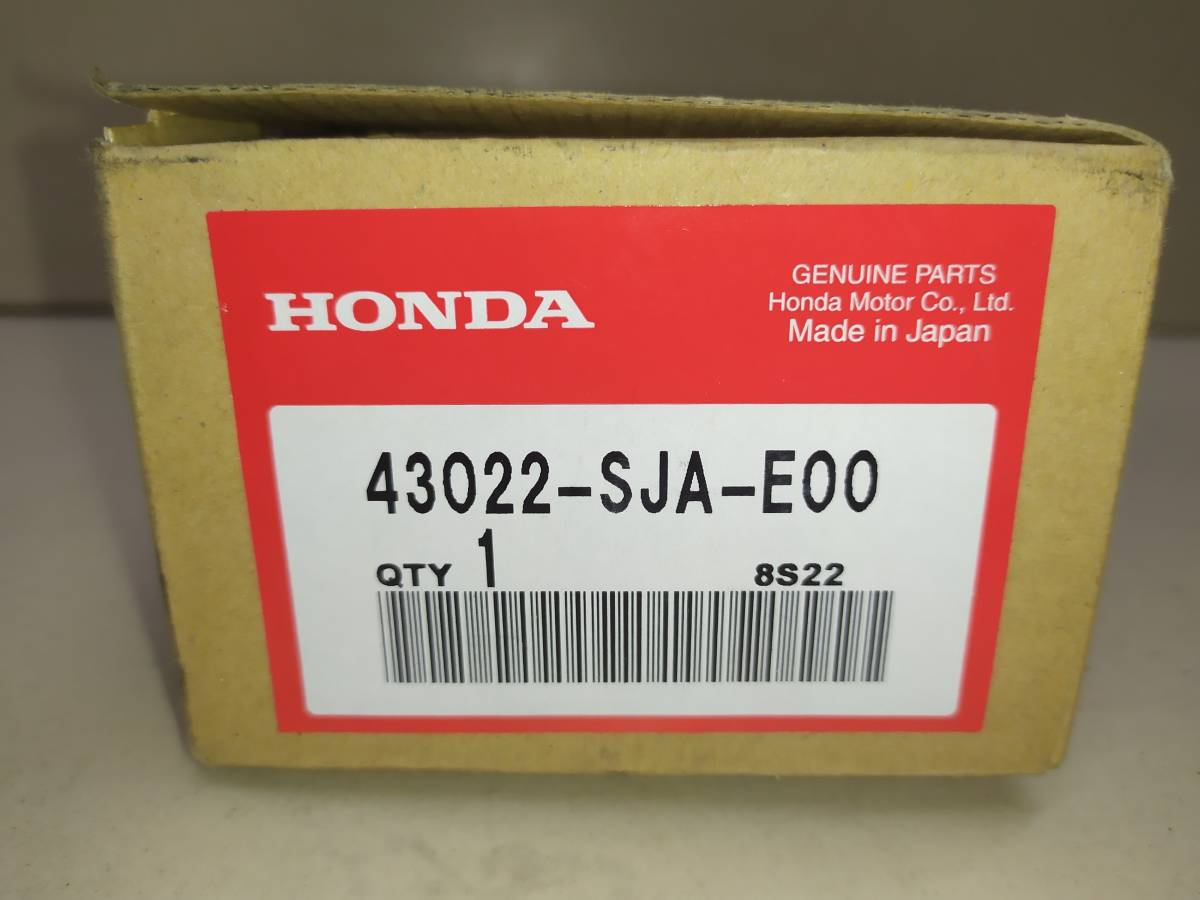 HONDA
GENUINE PARTS
Honda Motor Co., Ltd.
Made in Japan
43022-SJA-E00
QTY 1 8S22